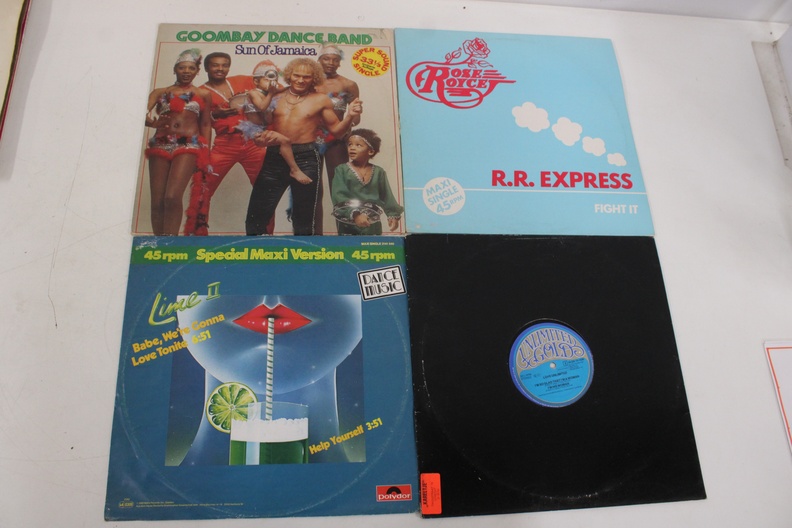 GOOMBAY DANCE BAND
Sun Of Jamaica
SUPER SOUND
33⅓
SINGLE
ROSE
ROYCE
R.R. EXPRESS
MAXI
SINGLE
45 RPM
FIGHT IT
45 rpm Special Maxi Version 45 rpm
DANCE
MUSIC
Lime II
Babe, We're Gonna
Love Tonite 6:51
Help Yourself 3:51
polydor
UNLIMITED
GOLD